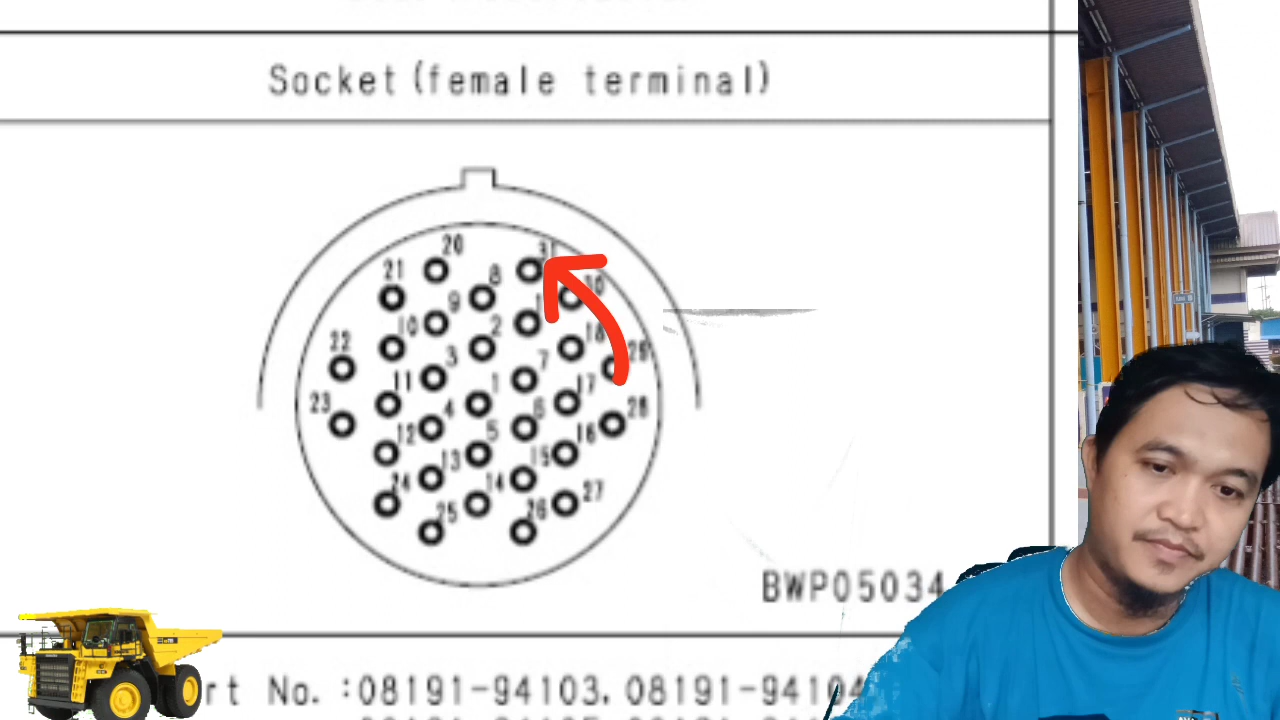 Socket (female terminal)
20 31
21 8 30
9
10 2 18
22 3 29
11 1 7 17
23 4 6 28
12 5 16
13 15
24 14 27
25 26
BWP05034
rt No. :08191-94103, 08191-94104